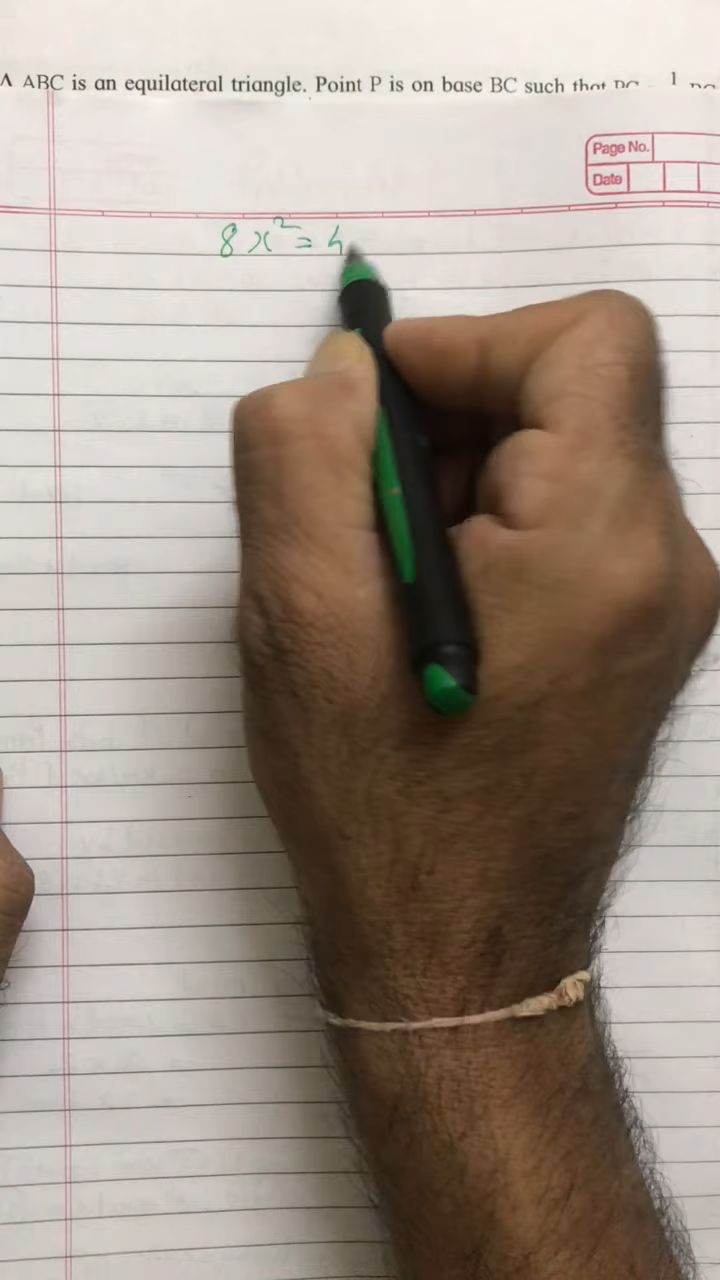 ABC is an equilateral triangle. Point P is on base BC such that
Page No.
Date
8x² = 4